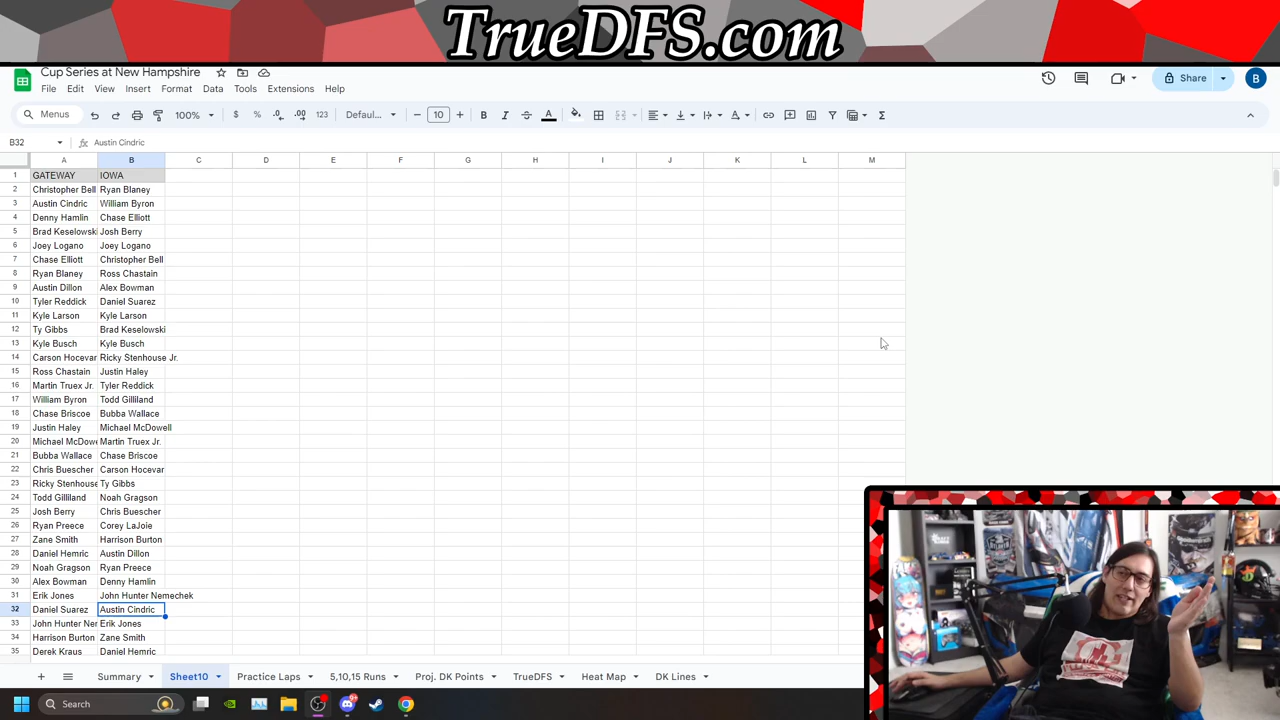 TrueDFS.com
Cup Series at New Hampshire
File Edit View Insert Format Data Tools Extensions Help
Share
B
Menus 100% $ % .0 .00 123 Defaul... 10 B I A Σ
B32 fx Austin Cindric
A B C D E F G H I J K L M
1 GATEWAY IOWA
2 Christopher Bell Ryan Blaney
3 Austin Cindric William Byron
4 Denny Hamlin Chase Elliott
5 Brad Keselowski Josh Berry
6 Joey Logano Joey Logano
7 Chase Elliott Christopher Bell
8 Ryan Blaney Ross Chastain
9 Austin Dillon Alex Bowman
10 Tyler Reddick Daniel Suarez
11 Kyle Larson Kyle Larson
12 Ty Gibbs Brad Keselowski
13 Kyle Busch Kyle Busch
14 Carson Hocevar Ricky Stenhouse Jr.
15 Ross Chastain Justin Haley
16 Martin Truex Jr. Tyler Reddick
17 William Byron Todd Gilliland
18 Chase Briscoe Bubba Wallace
19 Justin Haley Michael McDowell
20 Michael McDowe Martin Truex Jr.
21 Bubba Wallace Chase Briscoe
22 Chris Buescher Carson Hocevar
23 Ricky Stenhouse Ty Gibbs
24 Todd Gilliland Noah Gragson
25 Josh Berry Chris Buescher
26 Ryan Preece Corey LaJoie
27 Zane Smith Harrison Burton
28 Daniel Hemric Austin Dillon
29 Noah Gragson Ryan Preece
30 Alex Bowman Denny Hamlin
31 Erik Jones John Hunter Nemechek
32 Daniel Suarez Austin Cindric
33 John Hunter Nem Erik Jones
34 Harrison Burton Zane Smith
35 Derek Kraus Daniel Hemric
Summary Sheet10 Practice Laps 5,10,15 Runs Proj. DK Points TrueDFS Heat Map DK Lines
Search